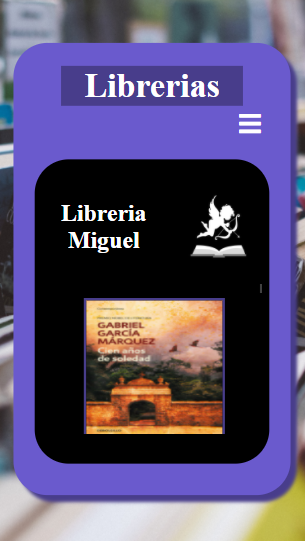 Librerias
Libreria
Miguel
GABRIEL
GARCÍA
MÁRQUEZ
Cien años
de soledad